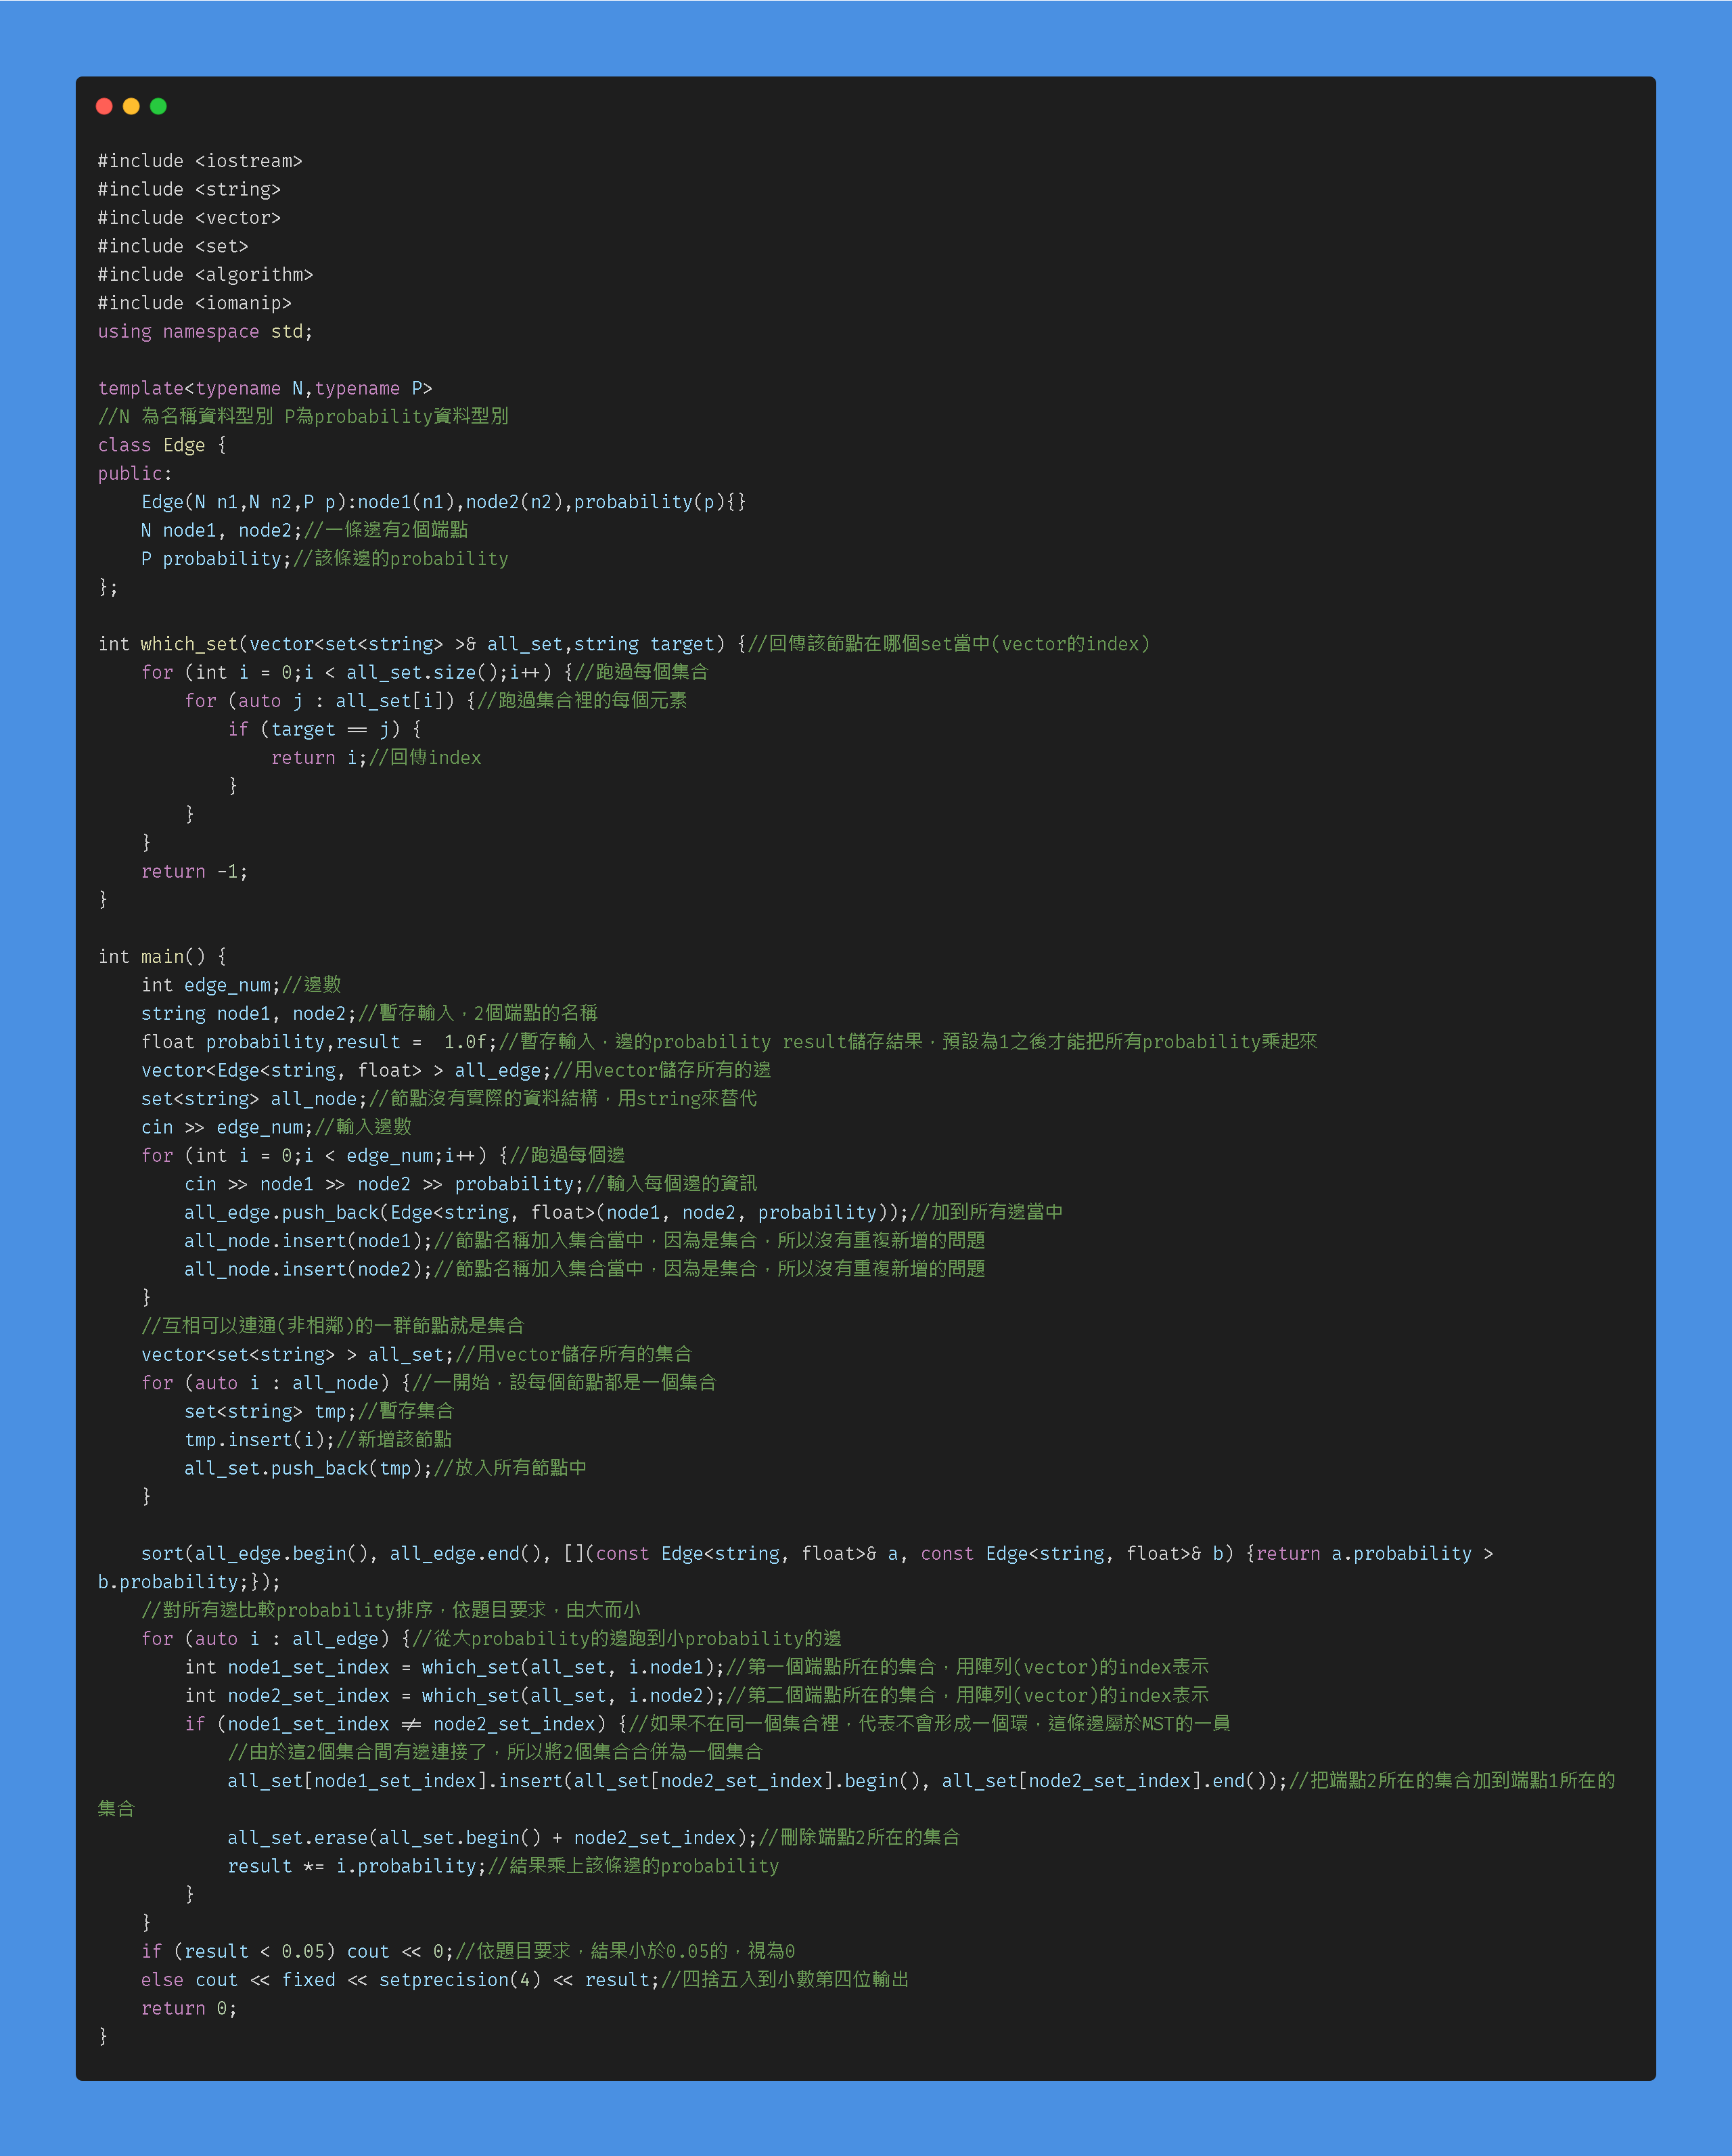 #include <iostream>
#include <string>
#include <vector>
#include <set>
#include <algorithm>
#include <iomanip>
using namespace std;

template<typename N,typename P>
//N 為名稱資料型別 P為probability資料型別
class Edge {
public:
    Edge(N n1,N n2,P p):node1(n1),node2(n2),probability(p){}
    N node1, node2;//一條邊有2個端點
    P probability;//該條邊的probability
};

int which_set(vector<set<string> >& all_set,string target) {//回傳該節點在哪個set當中(vector的index)
    for (int i = 0;i < all_set.size();i++) {//跑過每個集合
        for (auto j : all_set[i]) {//跑過集合裡的每個元素
            if (target == j) {
                return i;//回傳index
            }
        }
    }
    return -1;
}

int main() {
    int edge_num;//邊數
    string node1, node2;//暫存輸入，2個端點的名稱
    float probability,result =  1.0f;//暫存輸入，邊的probability result儲存結果，預設為1之後才能把所有probability乘起來
    vector<Edge<string, float> > all_edge;//用vector儲存所有的邊
    set<string> all_node;//節點沒有實際的資料結構，用string來替代
    cin >> edge_num;//輸入邊數
    for (int i = 0;i < edge_num;i++) {//跑過每個邊
        cin >> node1 >> node2 >> probability;//輸入每個邊的資訊
        all_edge.push_back(Edge<string, float>(node1, node2, probability));//加到所有邊當中
        all_node.insert(node1);//節點名稱加入集合當中，因為是集合，所以沒有重複新增的問題
        all_node.insert(node2);//節點名稱加入集合當中，因為是集合，所以沒有重複新增的問題
    }
    //互相可以連通(非相鄰)的一群節點就是集合
    vector<set<string> > all_set;//用vector儲存所有的集合
    for (auto i : all_node) {//一開始，設每個節點都是一個集合
        set<string> tmp;//暫存集合
        tmp.insert(i);//新增該節點
        all_set.push_back(tmp);//放入所有節點中
    }

    sort(all_edge.begin(), all_edge.end(), [](const Edge<string, float>& a, const Edge<string, float>& b) {return a.probability >
b.probability;});
    //對所有邊比較probability排序，依題目要求，由大而小
    for (auto i : all_edge) {//從大probability的邊跑到小probability的邊
        int node1_set_index = which_set(all_set, i.node1);//第一個端點所在的集合，用陣列(vector)的index表示
        int node2_set_index = which_set(all_set, i.node2);//第二個端點所在的集合，用陣列(vector)的index表示
        if (node1_set_index != node2_set_index) {//如果不在同一個集合裡，代表不會形成一個環，這條邊屬於MST的一員
            //由於這2個集合間有邊連接了，所以將2個集合合併為一個集合
            all_set[node1_set_index].insert(all_set[node2_set_index].begin(), all_set[node2_set_index].end());//把端點2所在的集合加到端點1所在的
集合
            all_set.erase(all_set.begin() + node2_set_index);//刪除端點2所在的集合
            result *= i.probability;//結果乘上該條邊的probability
        }
    }
    if (result < 0.05) cout << 0;//依題目要求，結果小於0.05的，視為0
    else cout << fixed << setprecision(4) << result;//四捨五入到小數第四位輸出
    return 0;
}